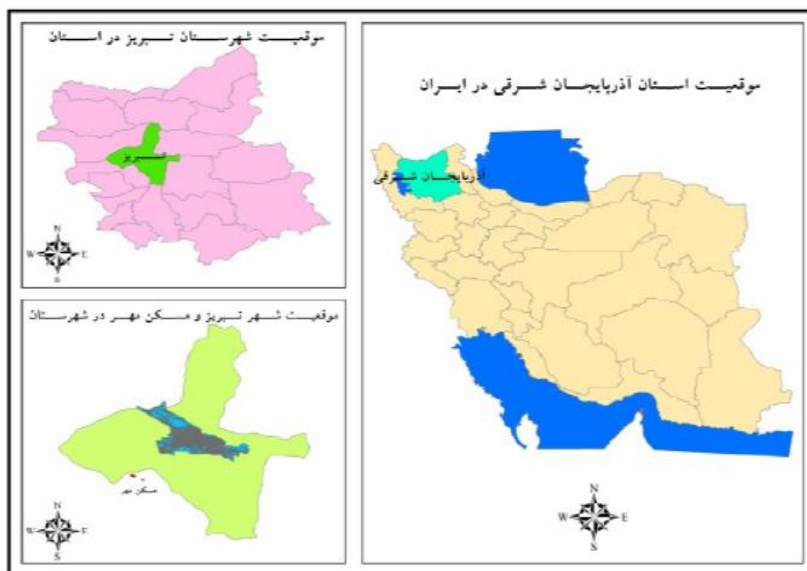 موقعیت استان آذربایجان شرقی در ایران
آذربایجان شرقی
N
W E
S
موقعیت شهرستان تبریز در استان
تبریز
N
W E
S
موقعیت شهر تبریز و مسکن مهر در شهرستان
مسکن مهر
N
W E
S